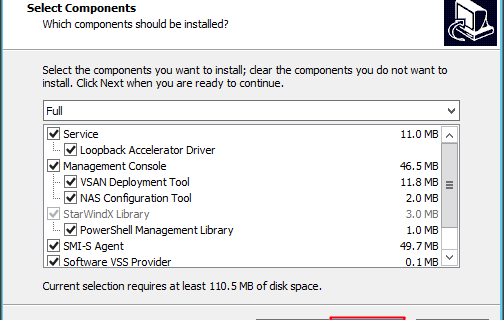 Select Components
Which components should be installed?
Select the components you want to install; clear the components you do not want to
install. Click Next when you are ready to continue.
Full
Service 11.0 MB
Loopback Accelerator Driver
Management Console 46.5 MB
VSAN Deployment Tool 11.8 MB
NAS Configuration Tool 2.0 MB
StarWindX Library 3.0 MB
PowerShell Management Library 1.0 MB
SMI-S Agent 49.7 MB
Software VSS Provider 0.1 MB
Current selection requires at least 110.5 MB of disk space.